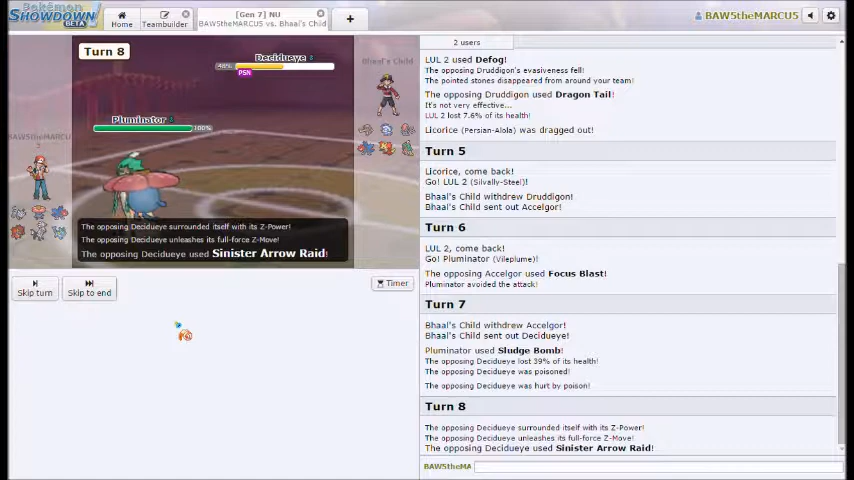 Pokémon
SHOWDOWN
BETA
Home
Teambuilder
[Gen 7] NU
BAW5theMARCUS5 vs. Bhaal's Child
+
BAW5theMARCUS5
Turn 8
Decidueye
46%
PSN
Pluminator
100%
BAW5theMARCUS
5
Bhaal's Child
The opposing Decidueye surrounded itself with its Z-Power!
The opposing Decidueye unleashes its full-force Z-Move!
The opposing Decidueye used Sinister Arrow Raid!
Skip turn
Skip to end
Timer
2 users
LUL 2 used Defog!
The opposing Druddigon's evasiveness fell!
The pointed stones disappeared from around your team!
The opposing Druddigon used Dragon Tail!
It's not very effective...
LUL 2 lost 7.6% of its health!
Licorice (Persian-Alola) was dragged out!
Turn 5
Licorice, come back!
Go! LUL 2 (Silvally-Steel)!
Bhaal's Child withdrew Druddigon!
Bhaal's Child sent out Accelgor!
Turn 6
LUL 2, come back!
Go! Pluminator (Vileplume)!
The opposing Accelgor used Focus Blast!
Pluminator avoided the attack!
Turn 7
Bhaal's Child withdrew Accelgor!
Bhaal's Child sent out Decidueye!
Pluminator used Sludge Bomb!
The opposing Decidueye lost 39% of its health!
The opposing Decidueye was poisoned!
The opposing Decidueye was hurt by poison!
Turn 8
The opposing Decidueye surrounded itself with its Z-Power!
The opposing Decidueye unleashes its full-force Z-Move!
The opposing Decidueye used Sinister Arrow Raid!
BAW5theMA